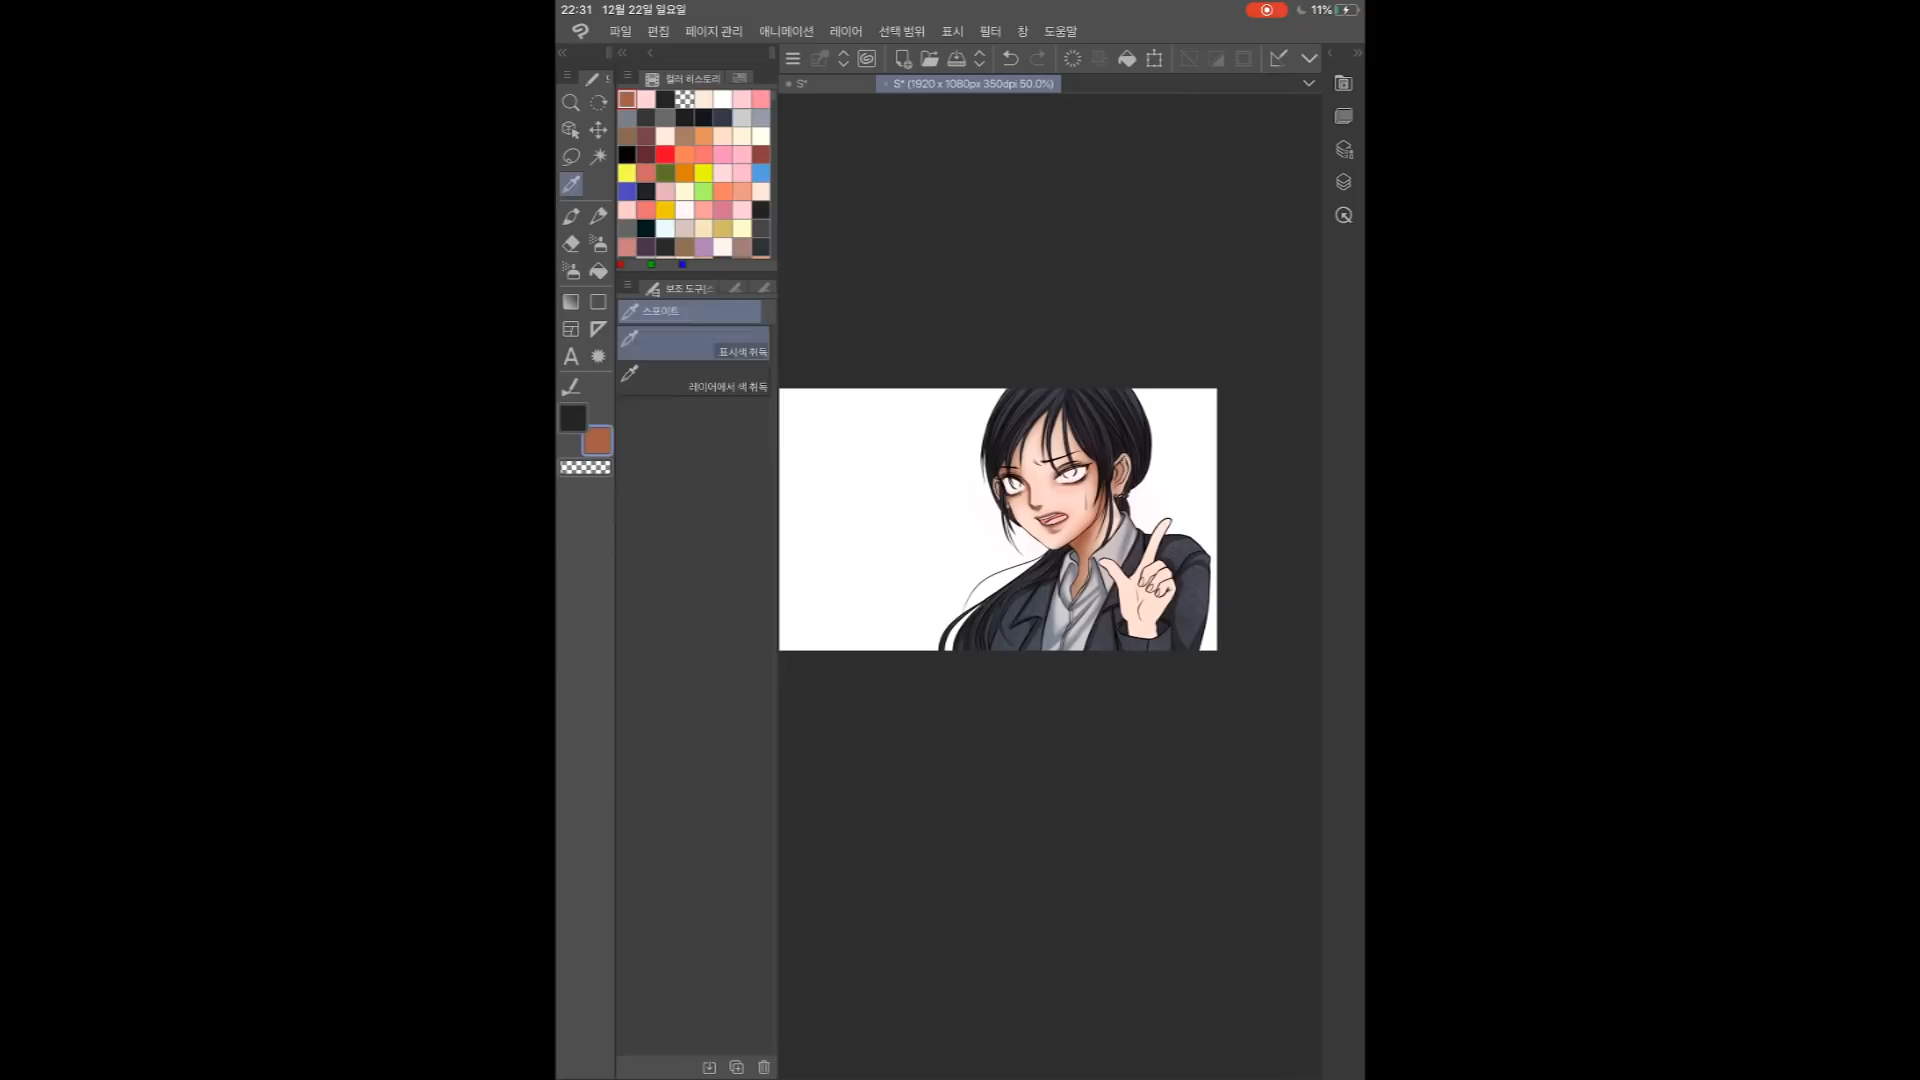 22:31 12월 22일 일요일 11%
파일 편집 페이지 관리 애니메이션 레이어 선택 범위 표시 필터 창 도움말
컬러 히스토리
S*
S* (1920 x 1080px 350dpi 50.0%)
보조 도구
스포이트
표시색 취득
레이어에서 색 취득